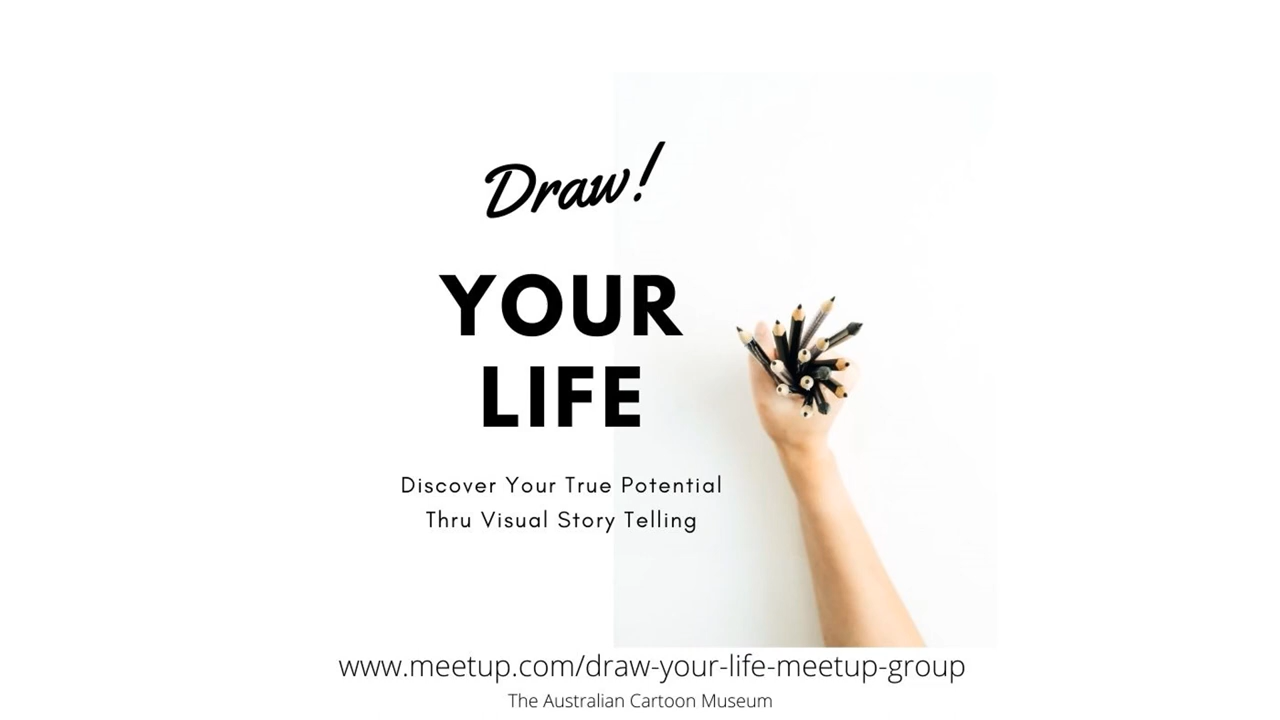 Draw!
YOUR
LIFE
Discover Your True Potential
Thru Visual Story Telling
www.meetup.com/draw-your-life-meetup-group
The Australian Cartoon Museum